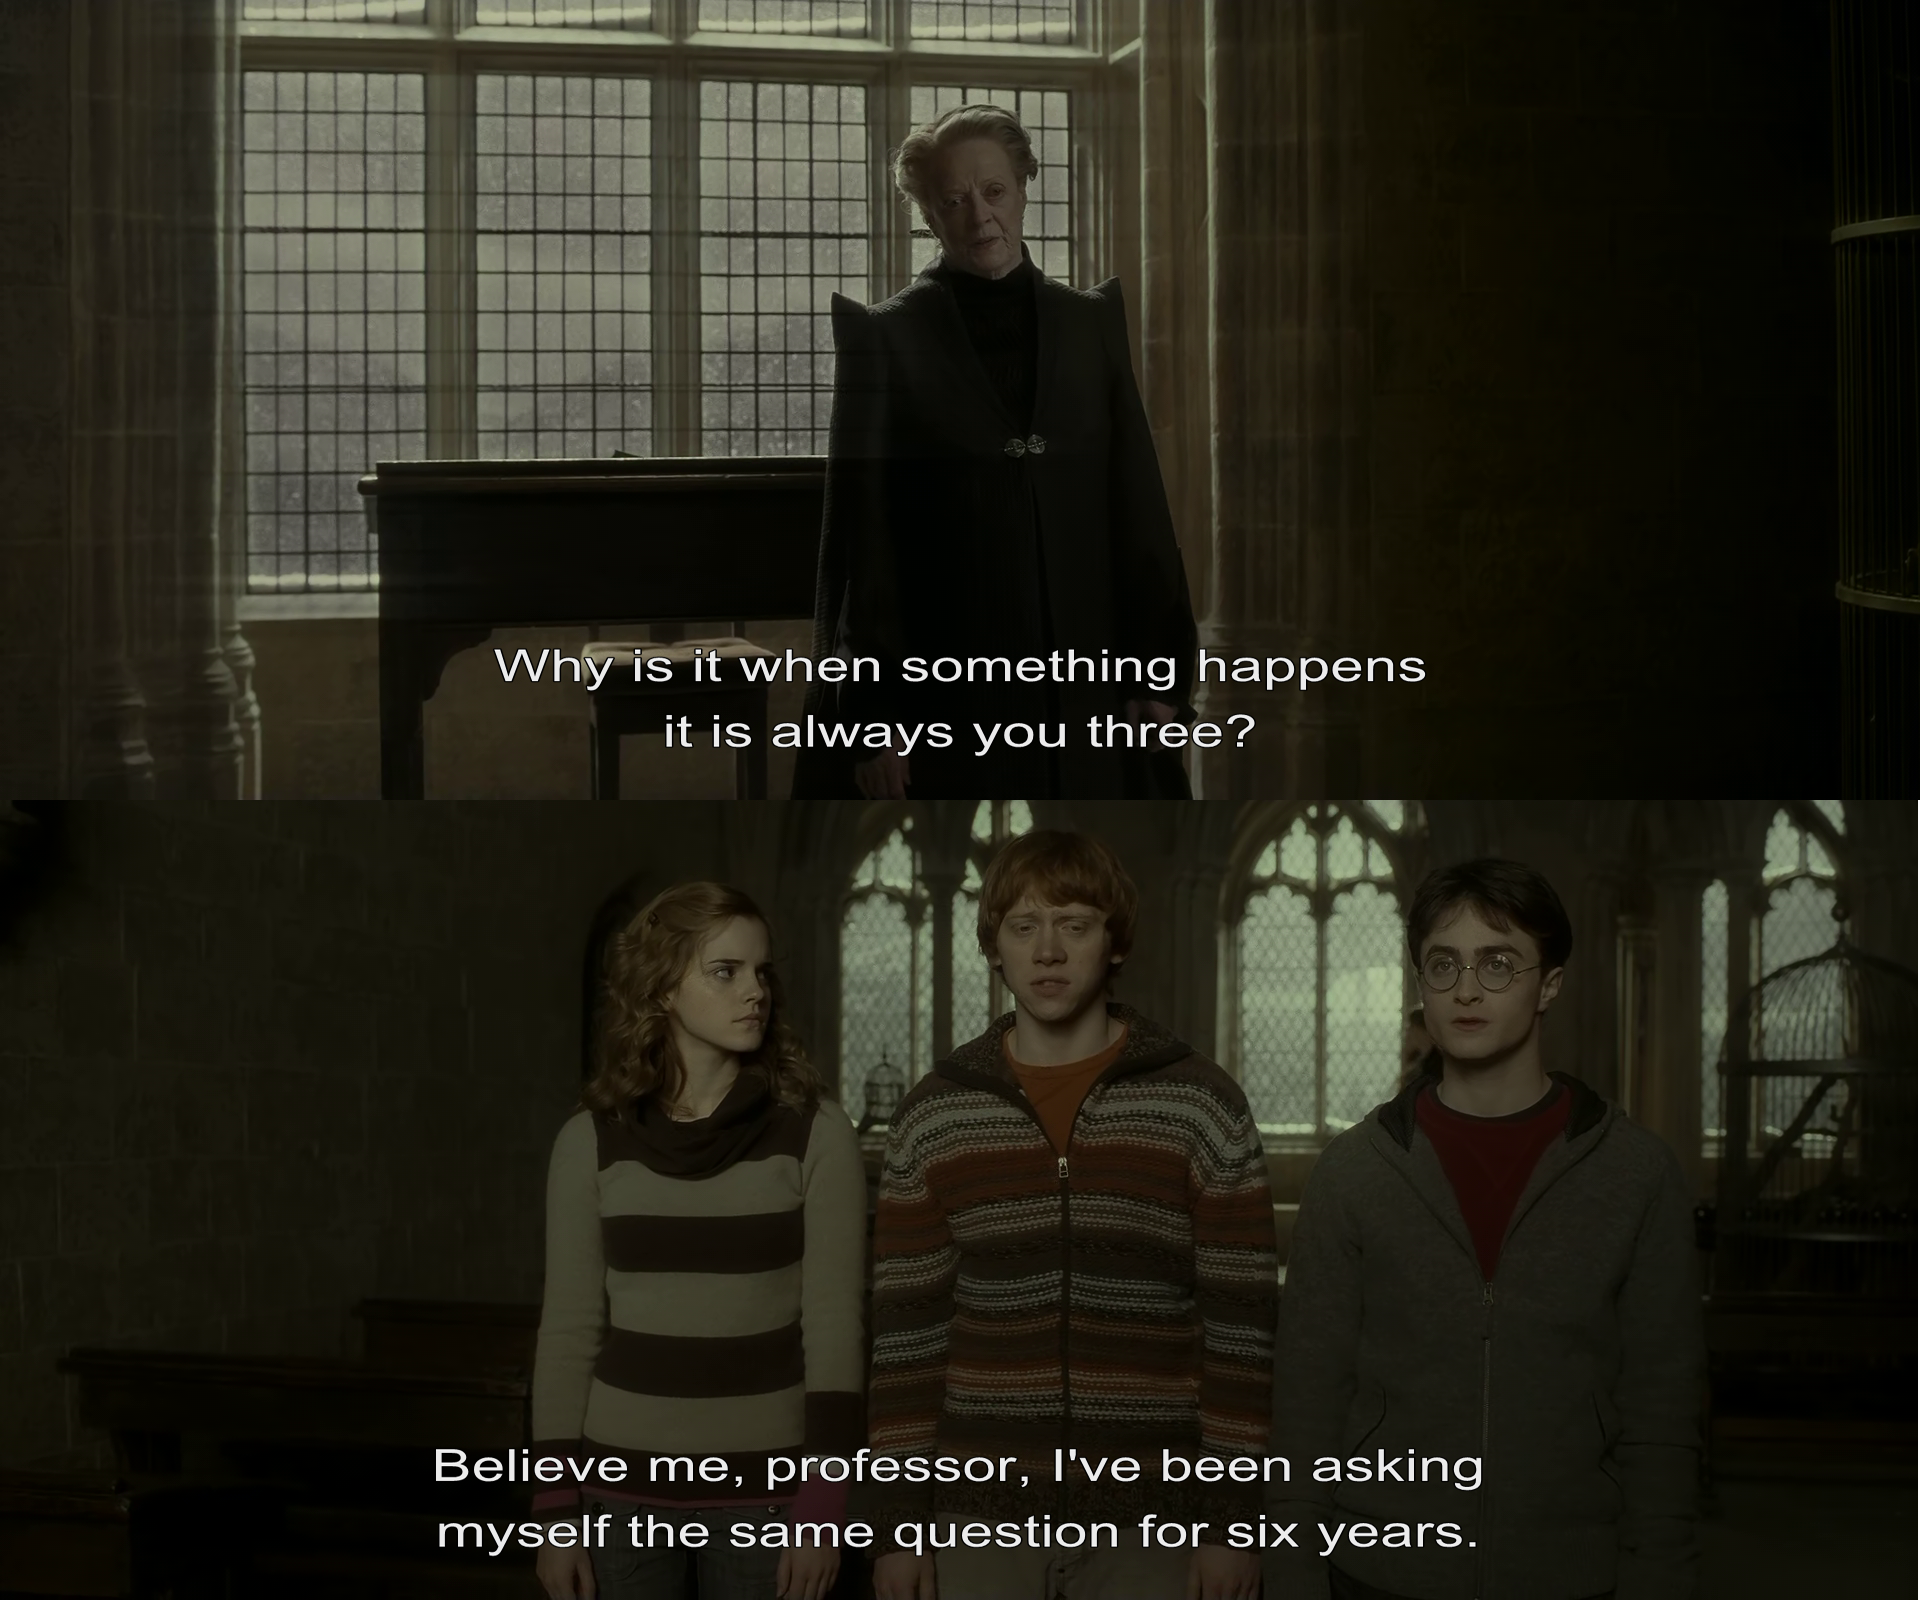 Why is it when something happens
it is always you three?
Believe me, professor, I've been asking
myself the same question for six years.